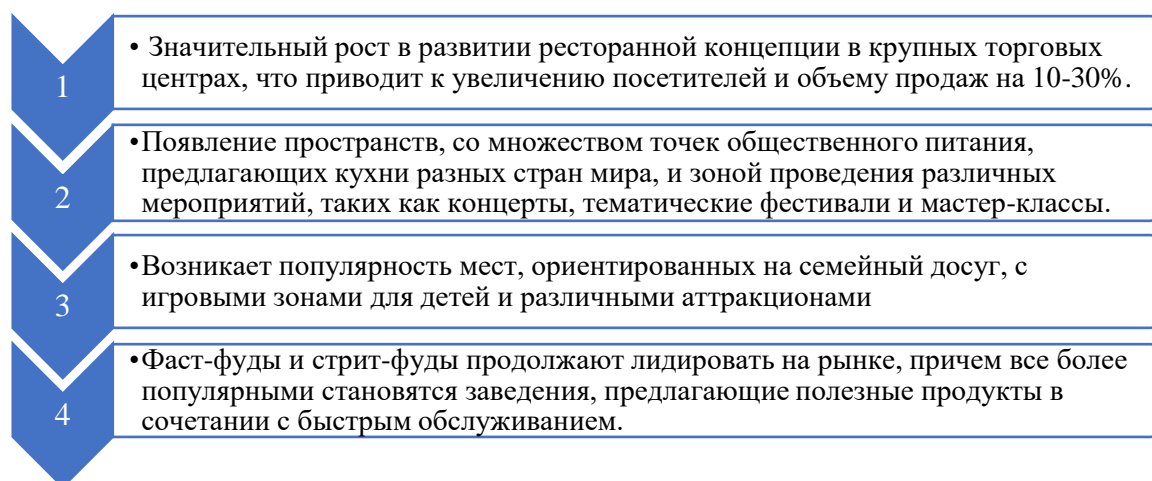 1
• Значительный рост в развитии ресторанной концепции в крупных торговых
центрах, что приводит к увеличению посетителей и объему продаж на 10-30%.
2
•Появление пространств, со множеством точек общественного питания,
предлагающих кухни разных стран мира, и зоной проведения различных
мероприятий, таких как концерты, тематические фестивали и мастер-классы.
3
•Возникает популярность мест, ориентированных на семейный досуг, с
игровыми зонами для детей и различными аттракционами
4
•Фаст-фуды и стрит-фуды продолжают лидировать на рынке, причем все более
популярными становятся заведения, предлагающие полезные продукты в
сочетании с быстрым обслуживанием.